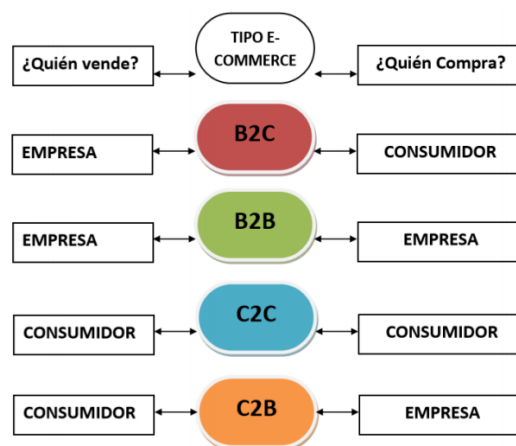 ¿Quién vende?
TIPO E-
COMMERCE
¿Quién Compra?
EMPRESA
B2C
CONSUMIDOR
EMPRESA
B2B
EMPRESA
CONSUMIDOR
C2C
CONSUMIDOR
CONSUMIDOR
C2B
EMPRESA